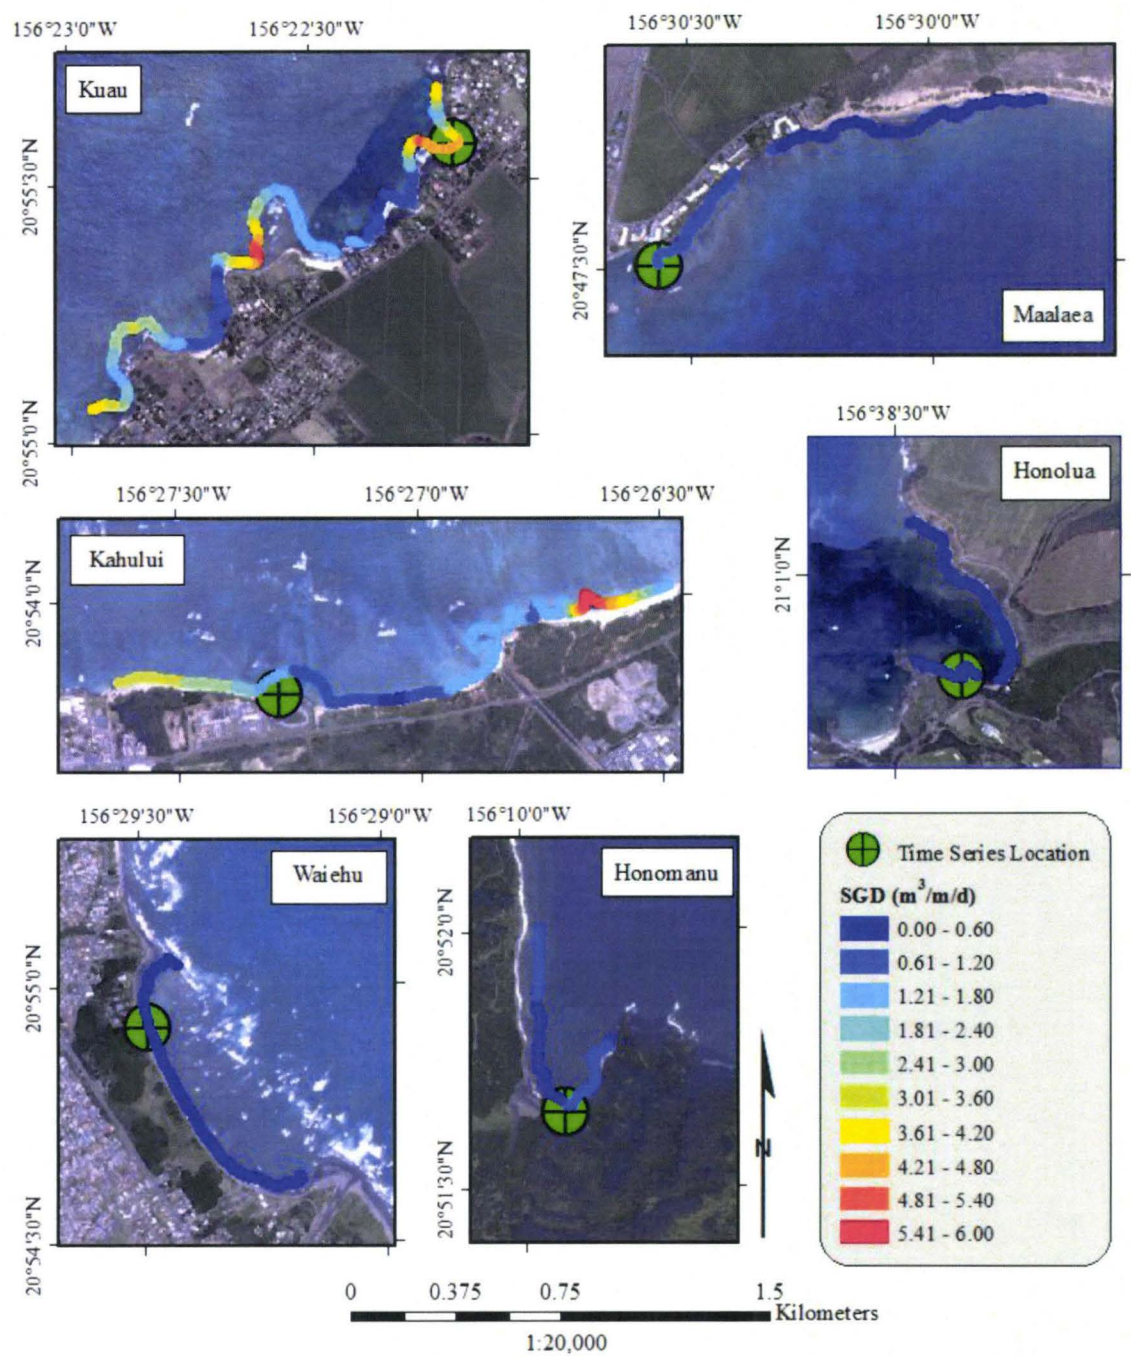 156°23'0"W 156°22'30"W
Kuau
20°55'30"N
20°55'0"N
156°30'30"W 156°30'0"W
20°47'30"N
Maalaea
156°38'30"W
Honolua
21°1'0"N
156°27'30"W 156°27'0"W 156°26'30"W
Kahului
20°54'0"N
156°29'30"W 156°29'0"W
Waiehu
20°55'0"N
20°54'30"N
156°10'0"W
Honomanu
20°52'0"N
20°51'30"N
N
Time Series Location
SGD (m³/m/d)
0.00 - 0.60
0.61 - 1.20
1.21 - 1.80
1.81 - 2.40
2.41 - 3.00
3.01 - 3.60
3.61 - 4.20
4.21 - 4.80
4.81 - 5.40
5.41 - 6.00
0 0.375 0.75 1.5
Kilometers
1:20,000